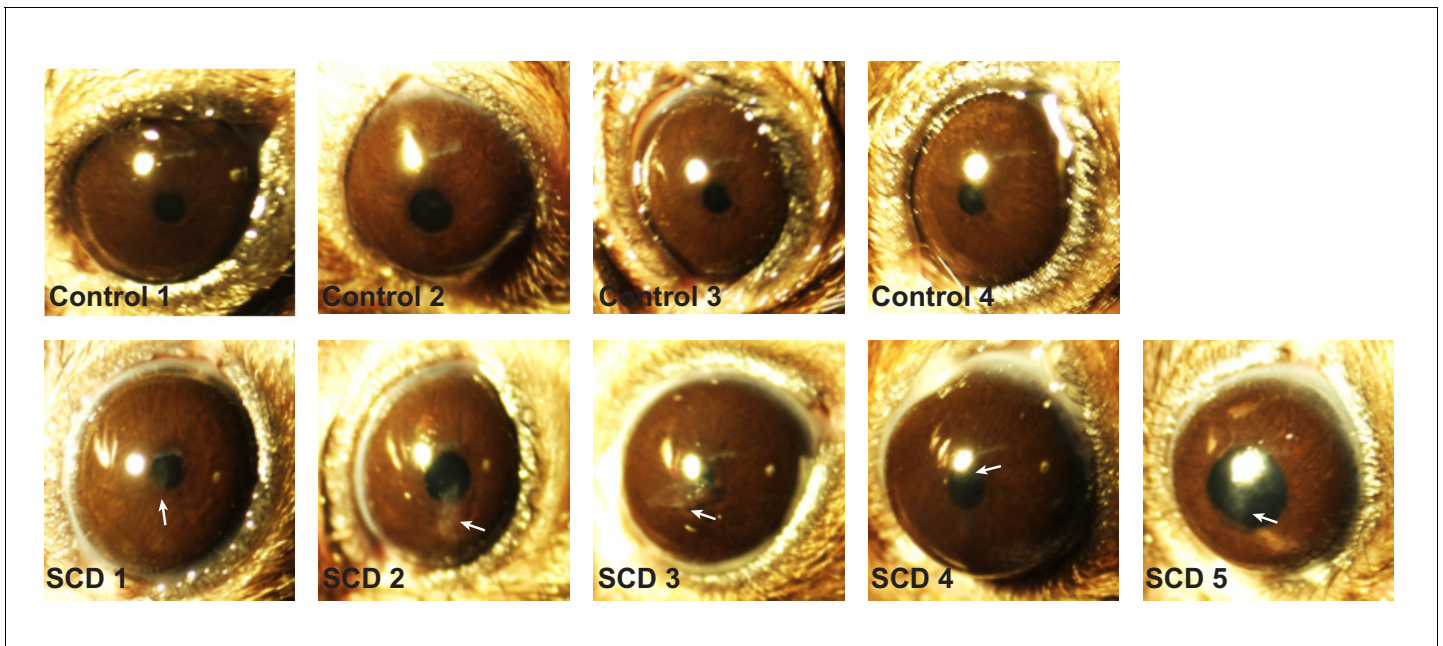 Control 1
Control 2
Control 3
Control 4
SCD 1
SCD 2
SCD 3
SCD 4
SCD 5